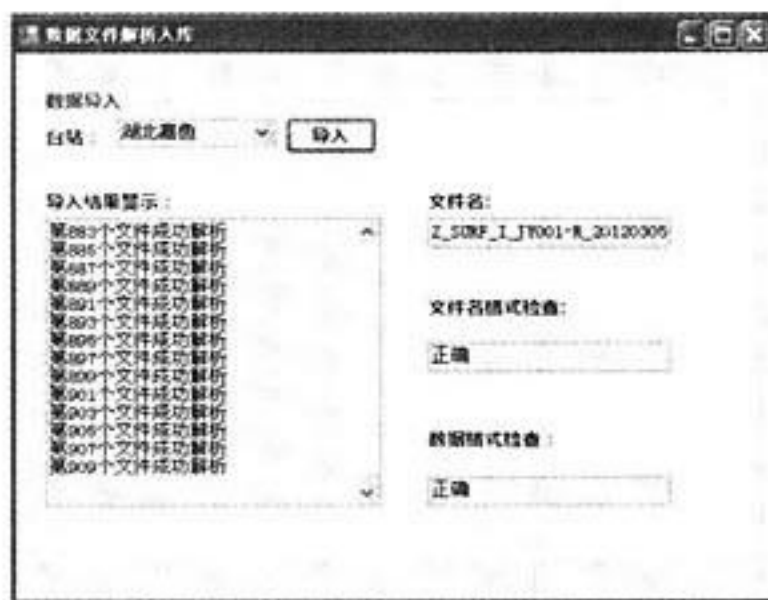 数据文件解析入库
数据导入
台站： 湖北嘉鱼 导入
导入结果显示：
第883个文件成功解析
第885个文件成功解析
第887个文件成功解析
第889个文件成功解析
第891个文件成功解析
第893个文件成功解析
第895个文件成功解析
第897个文件成功解析
第899个文件成功解析
第901个文件成功解析
第903个文件成功解析
第905个文件成功解析
第907个文件成功解析
第909个文件成功解析
文件名:
Z_SURF_I_JY001-R_20120305
文件名格式检查:
正确
数据格式检查：
正确